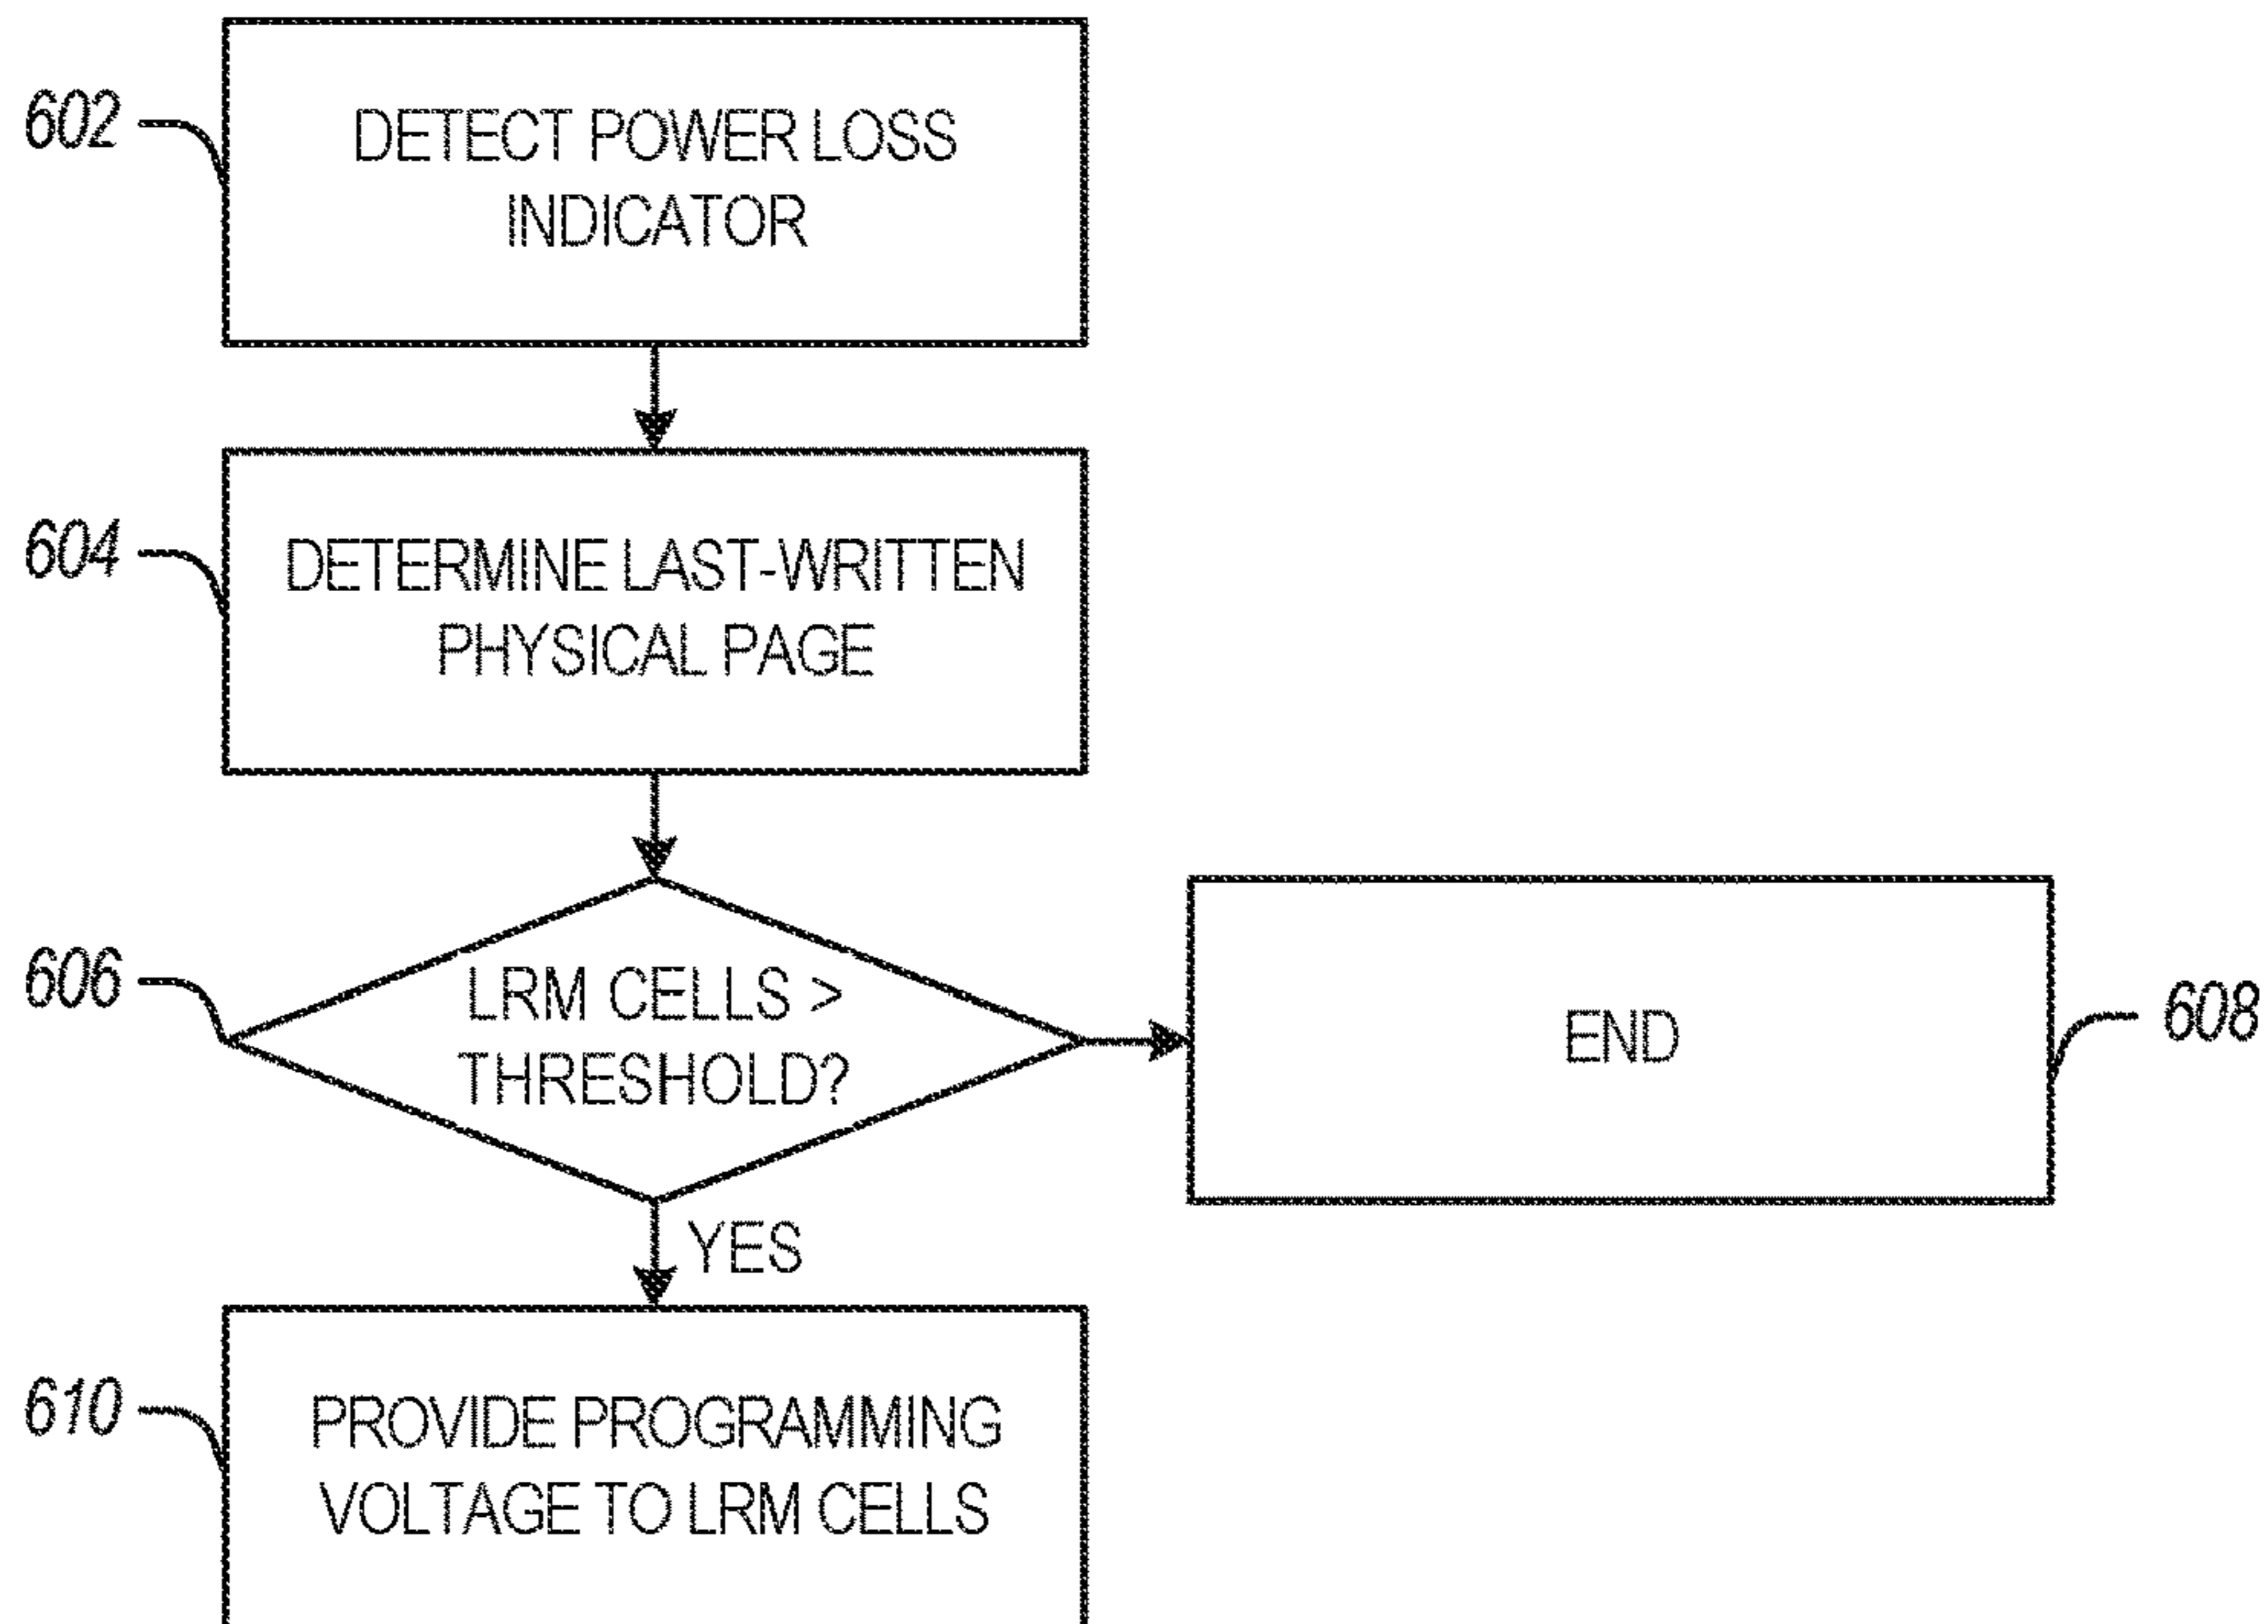 602
DETECT POWER LOSS
INDICATOR
604
DETERMINE LAST-WRITTEN
PHYSICAL PAGE
606
LRM CELLS >
THRESHOLD?
END
608
YES
610
PROVIDE PROGRAMMING
VOLTAGE TO LRM CELLS